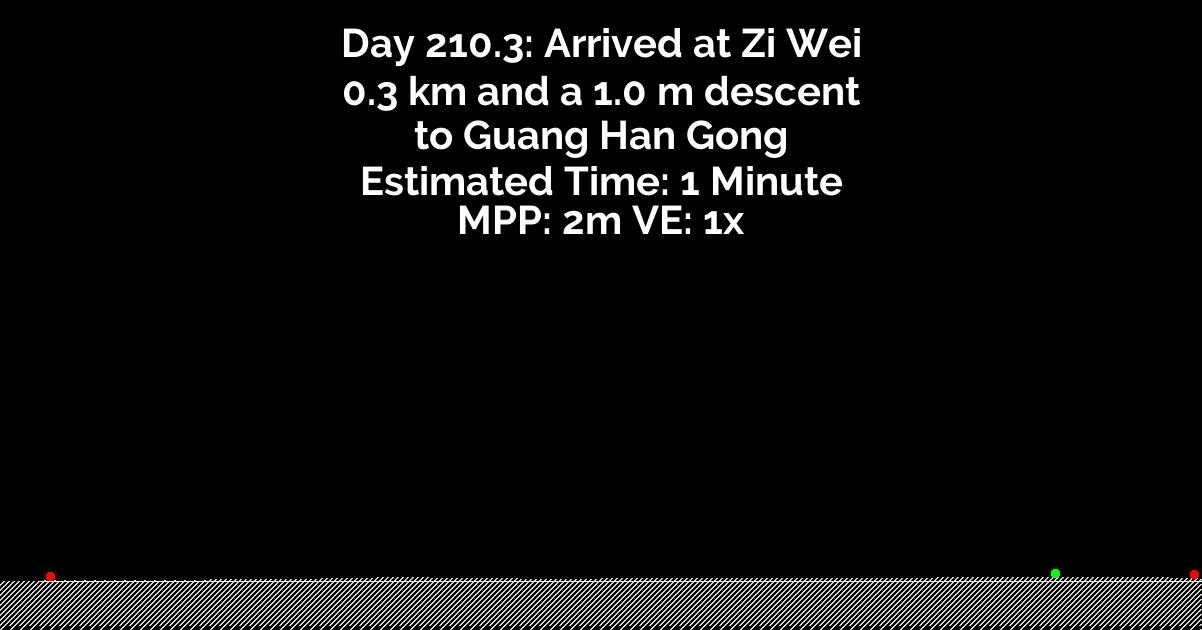 Day 210.3: Arrived at Zi Wei
0.3 km and a 1.0 m descent
to Guang Han Gong
Estimated Time: 1 Minute
MPP: 2m VE: 1x